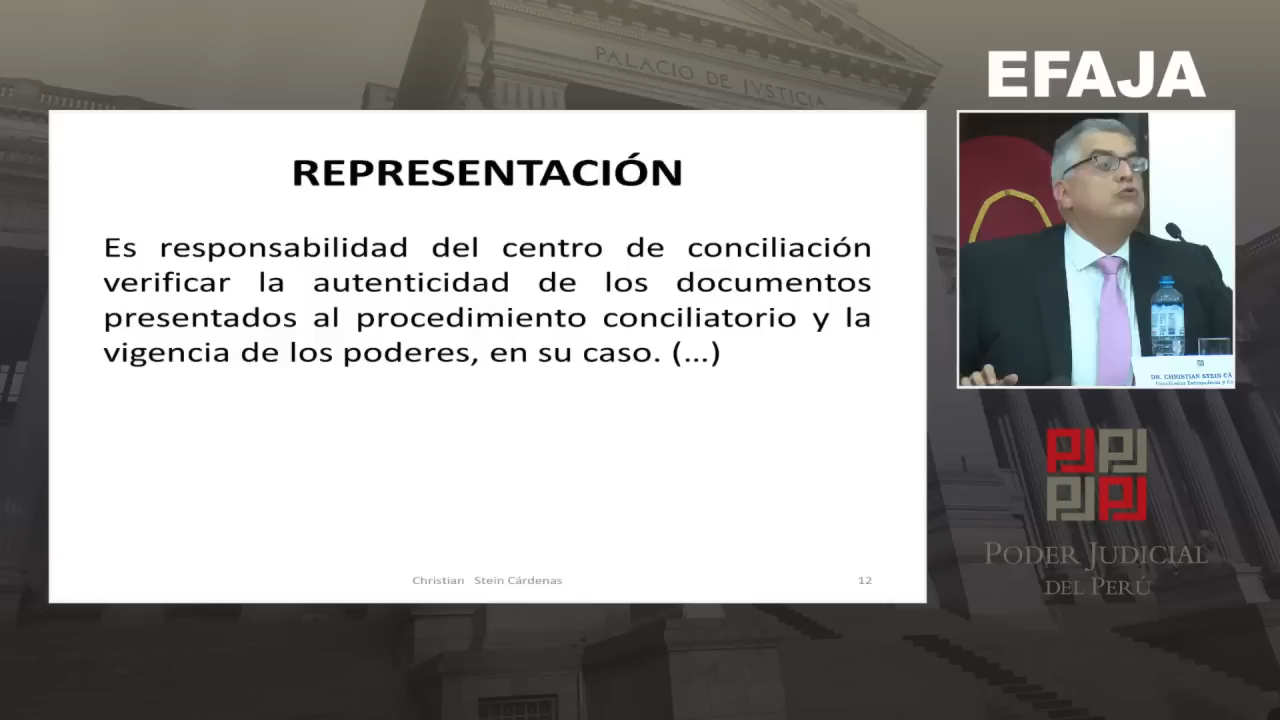 PALACIO DE JVSTICIA
EFAJA
REPRESENTACIÓN
Es responsabilidad del centro de conciliación
verificar la autenticidad de los documentos
presentados al procedimiento conciliatorio y la
vigencia de los poderes, en su caso. (...)
Christian Stein Cárdenas
12
DR. CHRISTIAN STEIN CÁ
PODER JUDICIAL
DEL PERÚ